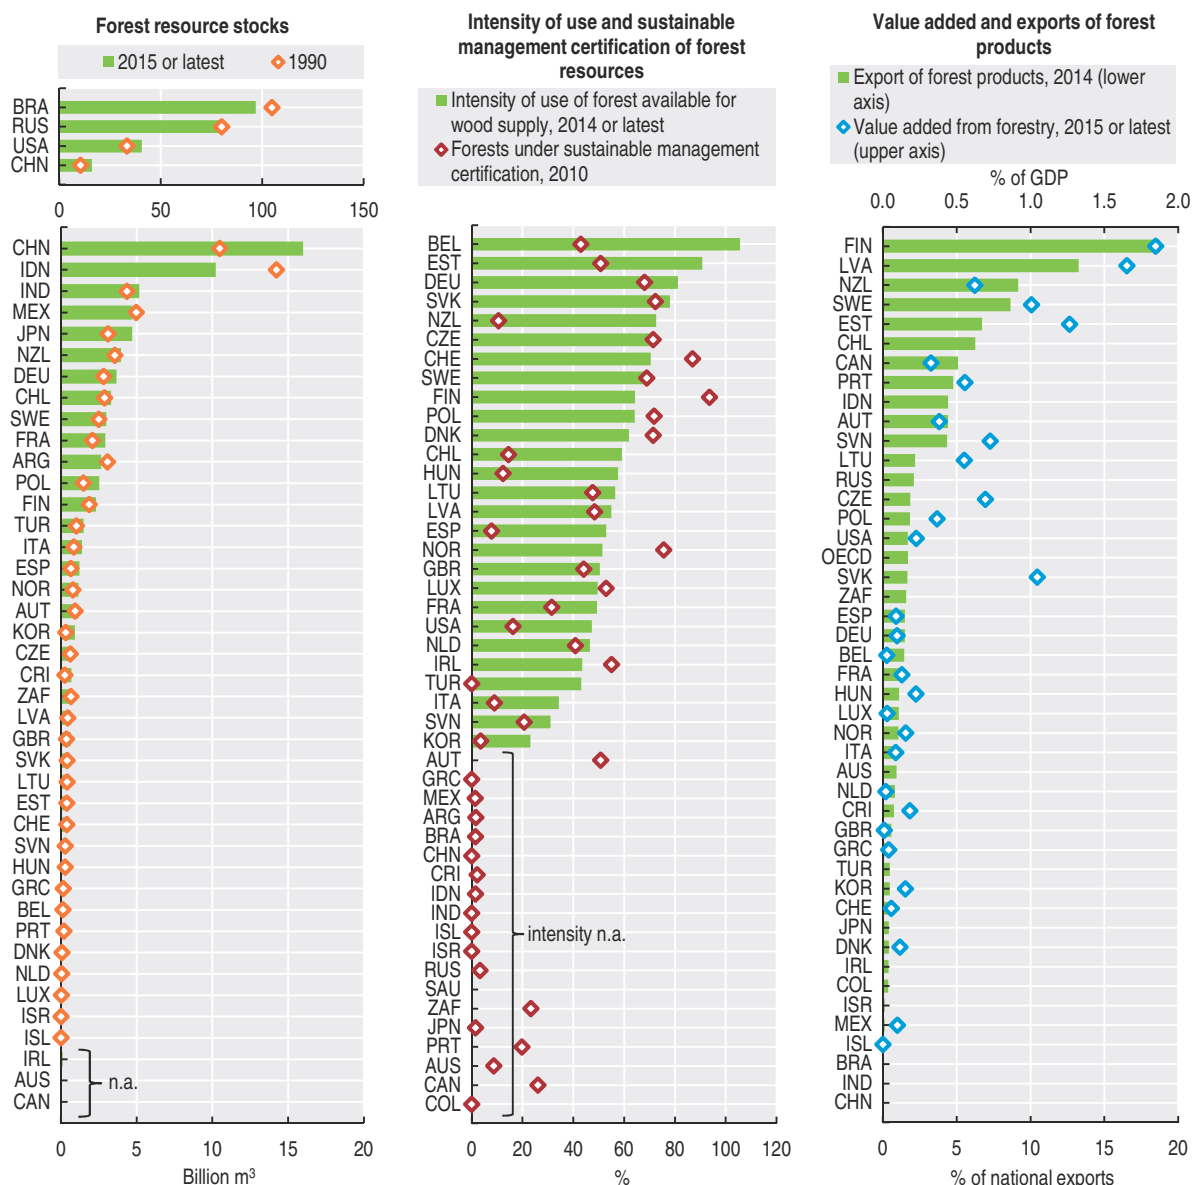 Forest resource stocks
2015 or latest
1990
BRA
RUS
USA
CHN
0 50 100 150
CHN
IDN
IND
MEX
JPN
NZL
DEU
CHL
SWE
FRA
ARG
POL
FIN
TUR
ITA
ESP
NOR
AUT
KOR
CZE
CRI
ZAF
LVA
GBR
SVK
LTU
EST
CHE
SVN
HUN
GRC
BEL
PRT
DNK
NLD
LUX
ISR
ISL
IRL
AUS
CAN
n.a.
0 5 10 15 20
Billion m³
Intensity of use and sustainable
management certification of forest
resources
Intensity of use of forest available for
wood supply, 2014 or latest
Forests under sustainable management
certification, 2010
BEL
EST
DEU
SVK
NZL
CZE
CHE
SWE
FIN
POL
DNK
CHL
HUN
LTU
LVA
ESP
NOR
GBR
LUX
FRA
USA
NLD
IRL
TUR
ITA
SVN
KOR
AUT
GRC
MEX
ARG
BRA
CHN
CRI
IDN
IND
ISL
ISR
RUS
SAU
ZAF
JPN
PRT
AUS
CAN
COL
intensity n.a.
0 20 40 60 80 100 120
%
Value added and exports of forest
products
Export of forest products, 2014 (lower
axis)
Value added from forestry, 2015 or latest
(upper axis)
% of GDP
0.0 0.5 1.0 1.5 2.0
FIN
LVA
NZL
SWE
EST
CHL
CAN
PRT
IDN
AUT
SVN
LTU
RUS
CZE
POL
USA
OECD
SVK
ZAF
ESP
DEU
BEL
FRA
HUN
LUX
NOR
ITA
AUS
NLD
CRI
GBR
GRC
TUR
KOR
CHE
JPN
DNK
IRL
COL
ISR
MEX
ISL
BRA
IND
CHN
0 5 10 15 20
% of national exports